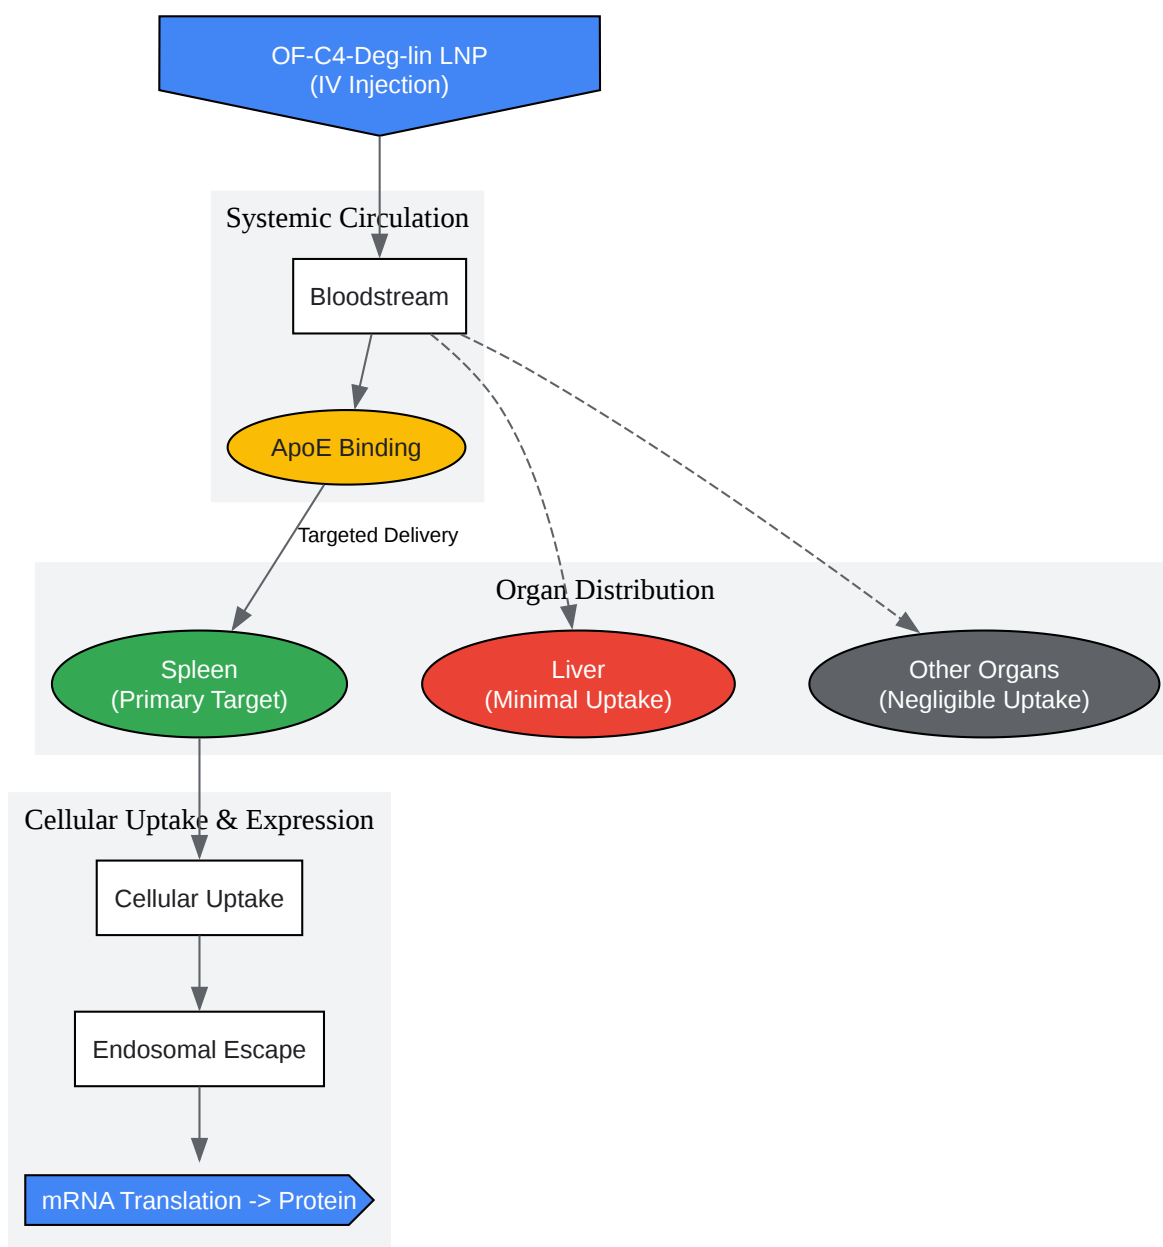 OF-C4-Deg-lin LNP
(IV Injection)
Systemic Circulation
Bloodstream
ApoE Binding
Targeted Delivery
Organ Distribution
Spleen
(Primary Target)
Liver
(Minimal Uptake)
Other Organs
(Negligible Uptake)
Cellular Uptake & Expression
Cellular Uptake
Endosomal Escape
mRNA Translation -> Protein